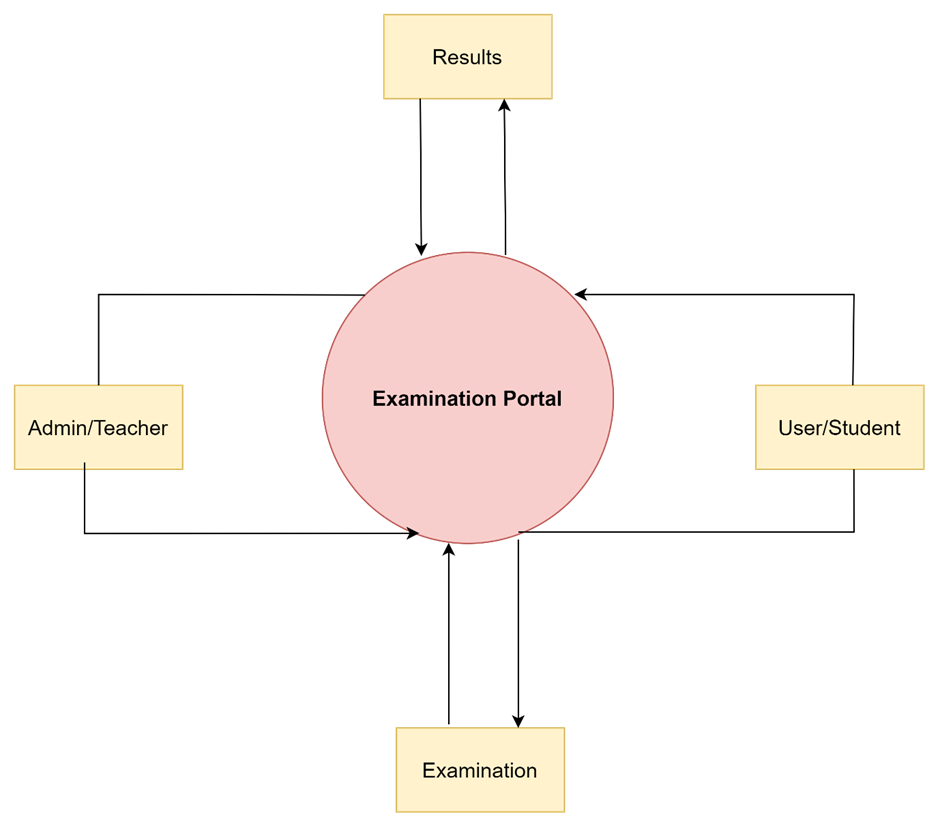 Results
Examination Portal
Admin/Teacher
User/Student
Examination